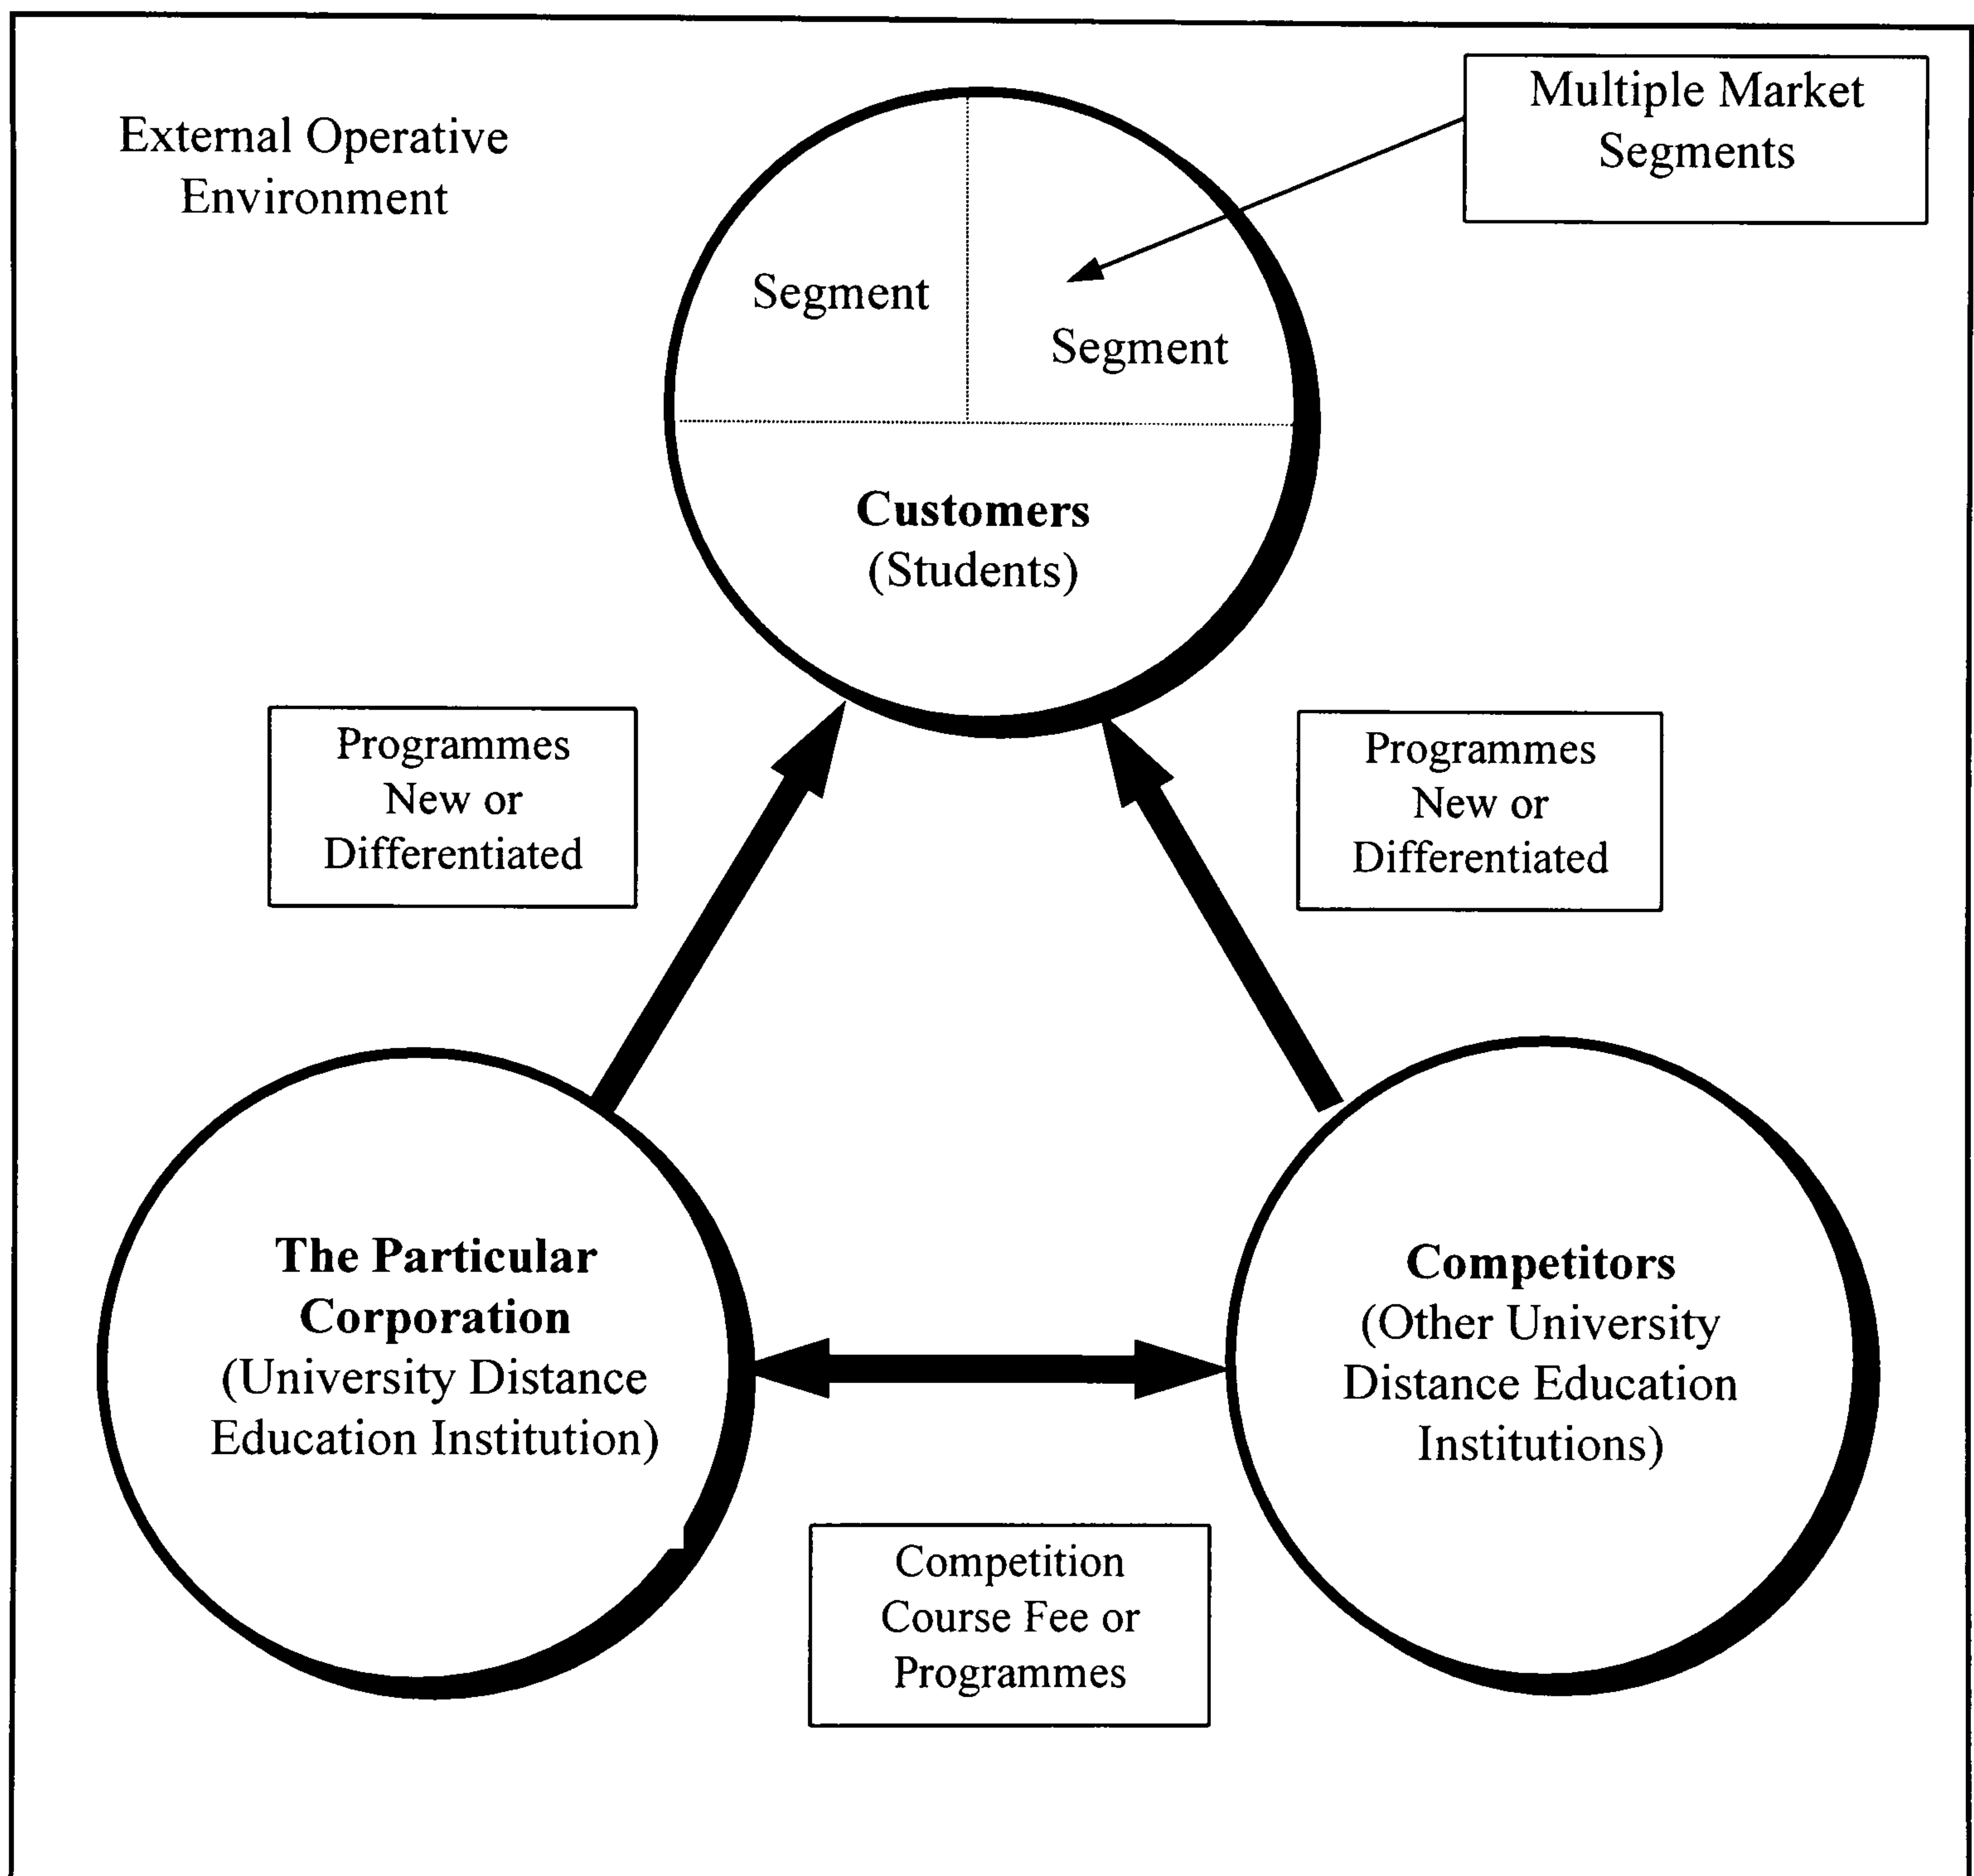 External Operative
Environment
Multiple Market
Segments
Segment
Segment
Customers
(Students)
Programmes
New or
Differentiated
Programmes
New or
Differentiated
The Particular
Corporation
(University Distance
Education Institution)
Competitors
(Other University
Distance Education
Institutions)
Competition
Course Fee or
Programmes